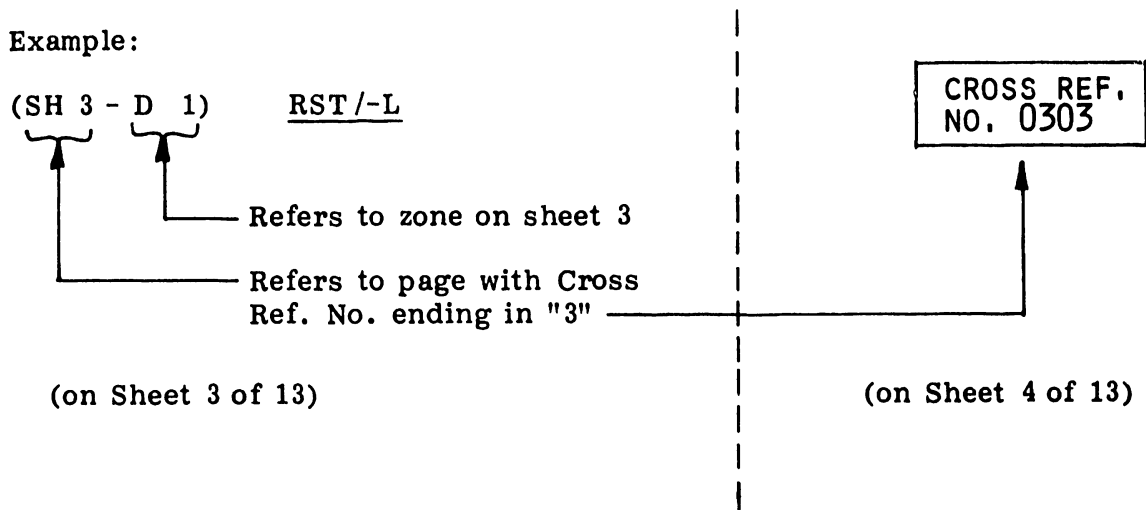 Example:
(SH 3 - D 1) RST/-L
Refers to zone on sheet 3
Refers to page with Cross
Ref. No. ending in "3"
(on Sheet 3 of 13)
CROSS REF.
NO. 0303
(on Sheet 4 of 13)